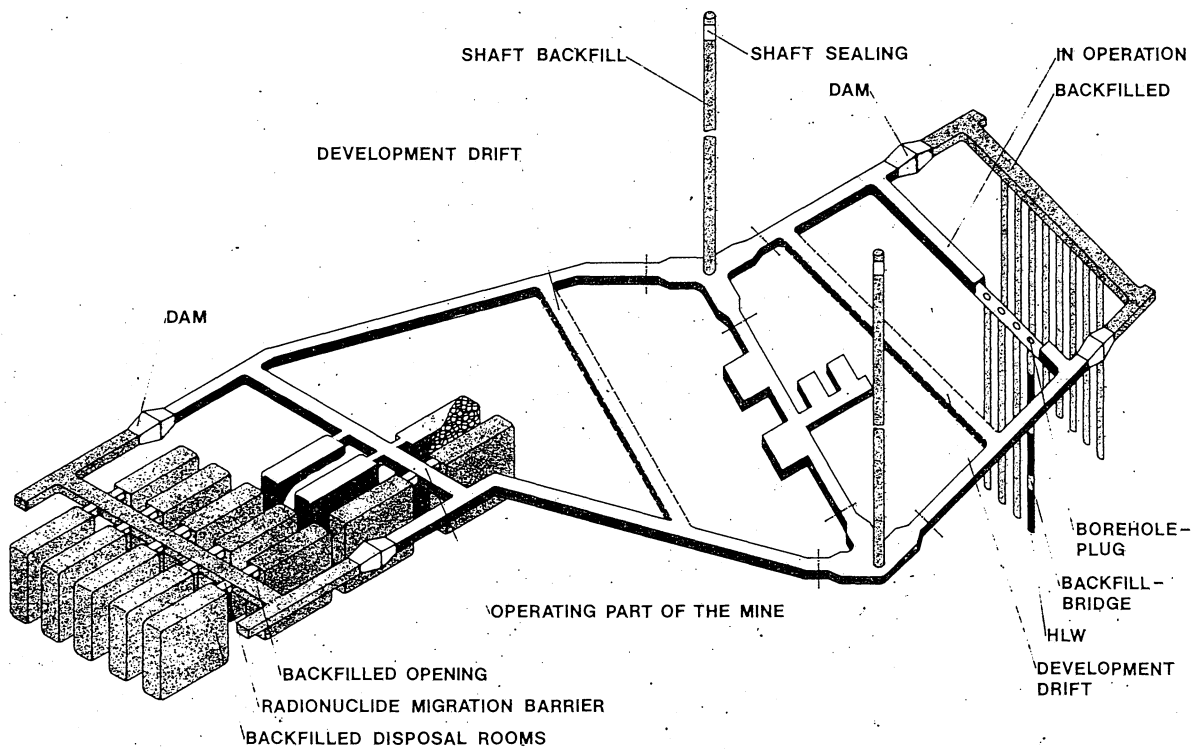 SHAFT BACKFILL
SHAFT SEALING
IN OPERATION
DAM
BACKFILLED
DEVELOPMENT DRIFT
DAM
BOREHOLE-
PLUG
BACKFILL-
BRIDGE
OPERATING PART OF THE MINE
HLW
DEVELOPMENT
DRIFT
BACKFILLED OPENING
RADIONUCLIDE MIGRATION BARRIER
BACKFILLED DISPOSAL ROOMS